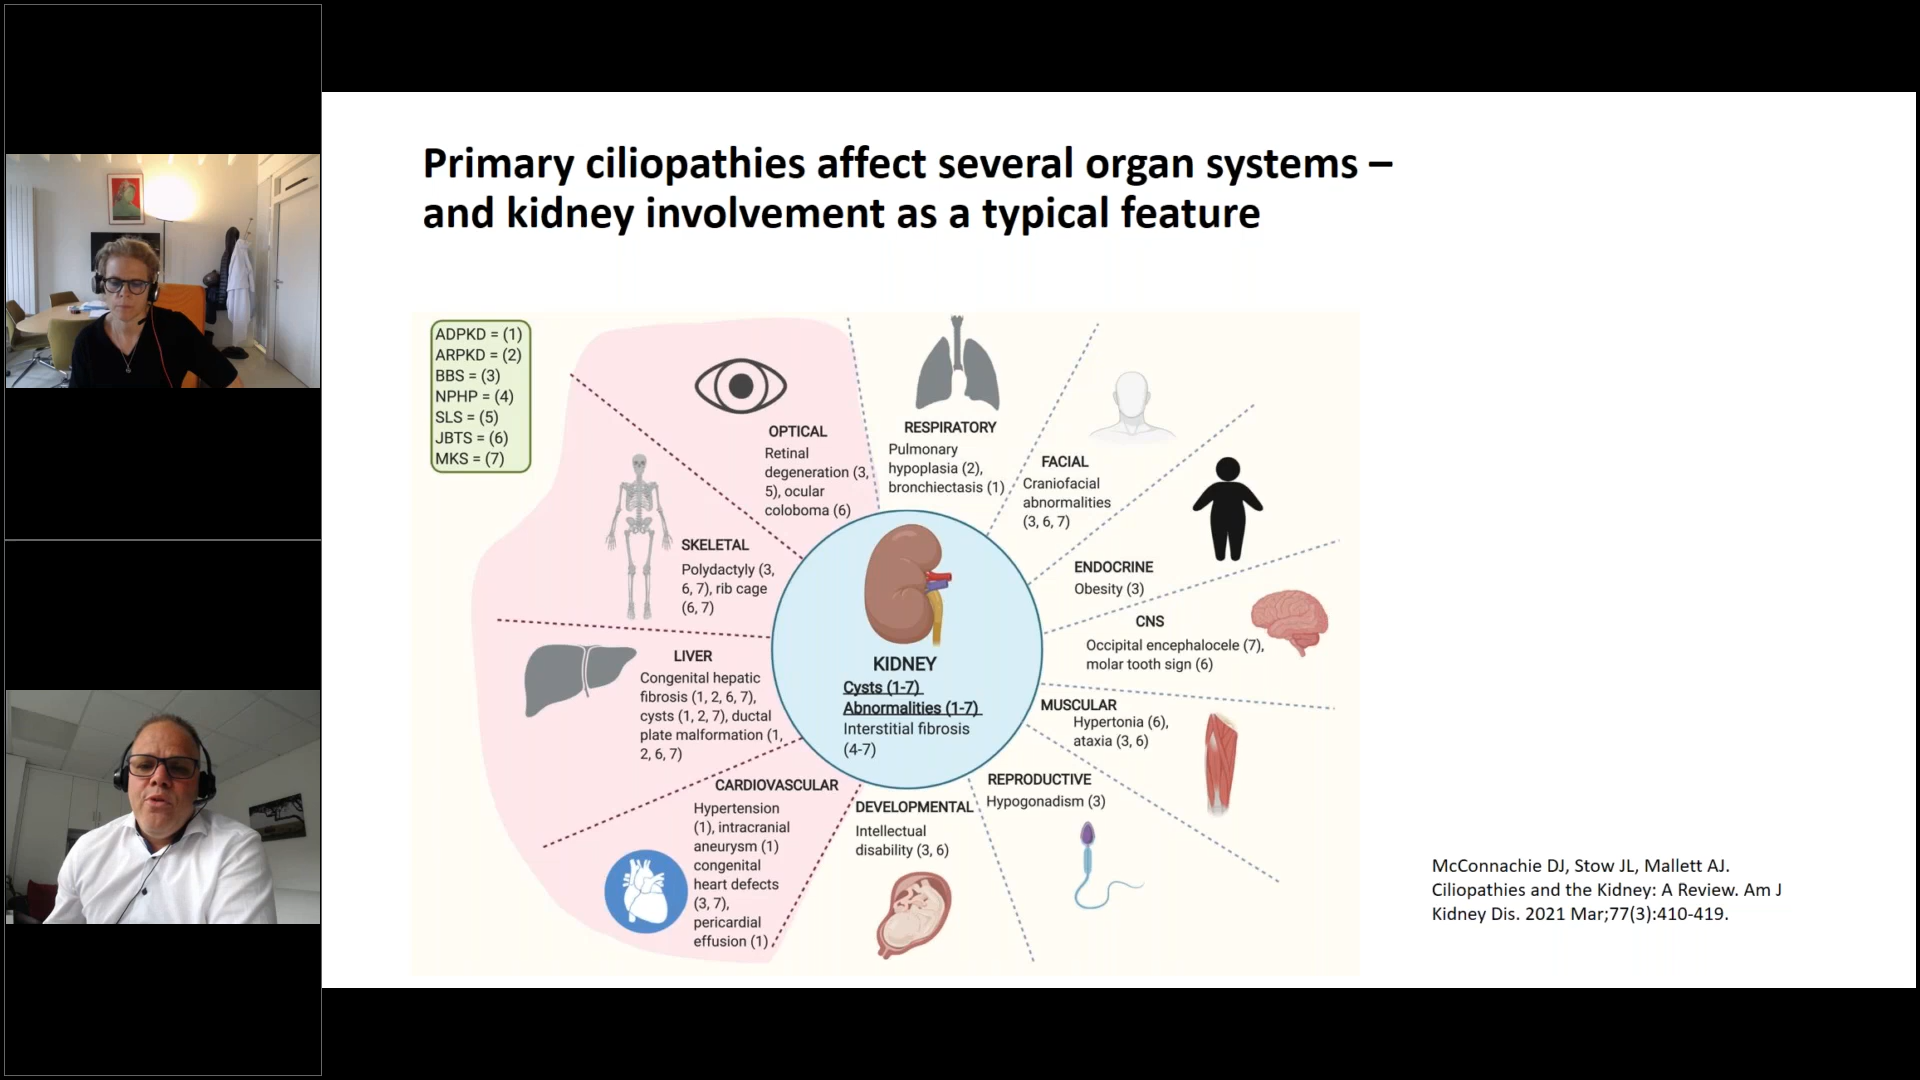 Primary ciliopathies affect several organ systems –
and kidney involvement as a typical feature
ADPKD = (1)
ARPKD = (2)
BBS = (3)
NPHP = (4)
SLS = (5)
JBTS = (6)
MKS = (7)
OPTICAL
Retinal
degeneration (3,
5), ocular
coloboma (6)
RESPIRATORY
Pulmonary
hypoplasia (2),
bronchiectasis (1)
FACIAL
Craniofacial
abnormalities
(3, 6, 7)
ENDOCRINE
Obesity (3)
CNS
Occipital encephalocele (7),
molar tooth sign (6)
MUSCULAR
Hypertonia (6),
ataxia (3, 6)
REPRODUCTIVE
Hypogonadism (3)
DEVELOPMENTAL
Intellectual
disability (3, 6)
CARDIOVASCULAR
Hypertension
(1), intracranial
aneurysm (1)
congenital
heart defects
(3, 7),
pericardial
effusion (1)
LIVER
Congenital hepatic
fibrosis (1, 2, 6, 7),
cysts (1, 2, 7), ductal
plate malformation (1,
2, 6, 7)
SKELETAL
Polydactyly (3,
6, 7), rib cage
(6, 7)
KIDNEY
Cysts (1-7)
Abnormalities (1-7)
Interstitial fibrosis
(4-7)
McConnachie DJ, Stow JL, Mallett AJ.
Ciliopathies and the Kidney: A Review. Am J
Kidney Dis. 2021 Mar;77(3):410-419.